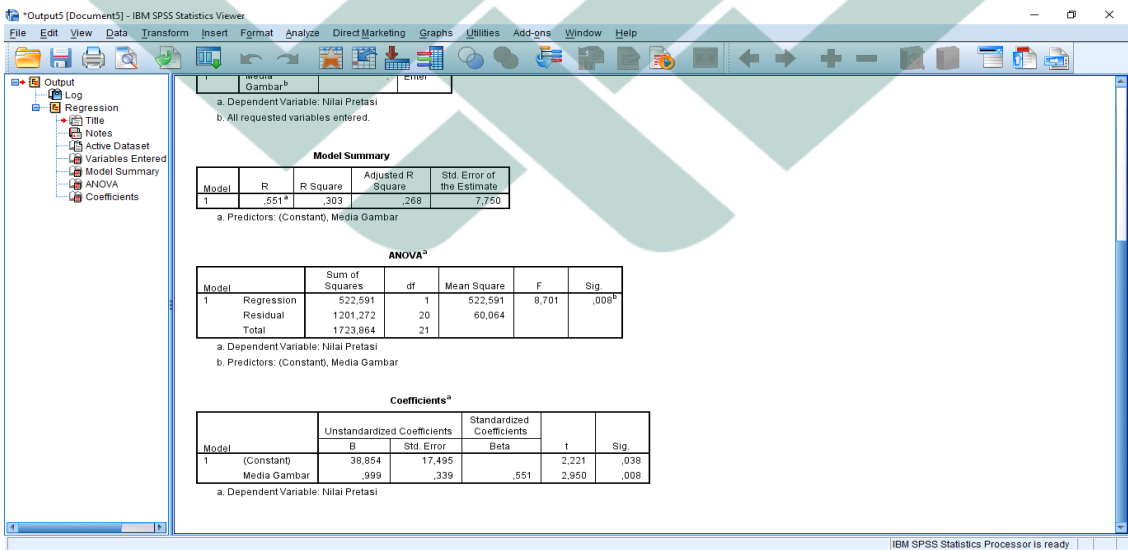 *Output5 [Document5] - IBM SPSS Statistics Viewer
File Edit View Data Transform Insert Format Analyze Direct Marketing Graphs Utilities Add-ons Window Help
Output
Log
Regression
Title
Notes
Active Dataset
Variables Entered
Model Summary
ANOVA
Coefficients
1 Media Gambar b . Enter
a. Dependent Variable: Nilai Pretasi
b. All requested variables entered.
Model Summary
Model R R Square Adjusted R Square Std. Error of the Estimate
1 ,551a ,303 ,268 7,750
a. Predictors: (Constant), Media Gambar
ANOVAa
Model Sum of Squares df Mean Square F Sig.
1 Regression 522,591 1 522,591 8,701 ,008b
Residual 1201,272 20 60,064
Total 1723,864 21
a. Dependent Variable: Nilai Pretasi
b. Predictors: (Constant), Media Gambar
Coefficientsa
Model Unstandardized Coefficients Standardized Coefficients t Sig.
B Std. Error Beta
1 (Constant) 38,854 17,495 2,221 ,038
Media Gambar ,999 ,339 ,551 2,950 ,008
a. Dependent Variable: Nilai Pretasi
IBM SPSS Statistics Processor is ready